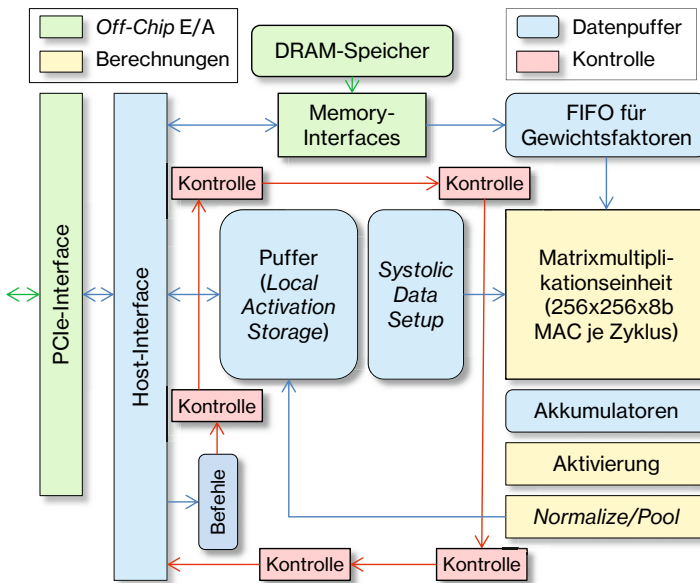 Off-Chip E/A
Berechnungen
DRAM-Speicher
Datenpuffer
Kontrolle
Memory-
Interfaces
FIFO für
Gewichtsfaktoren
Kontrolle
Kontrolle
PCIe-Interface
Host-Interface
Puffer
(Local
Activation
Storage)
Systolic
Data
Setup
Matrixmultipli-
kationseinheit
(256x256x8b
MAC je Zyklus)
Kontrolle
Akkumulatoren
Befehle
Aktivierung
Normalize/Pool
Kontrolle
Kontrolle